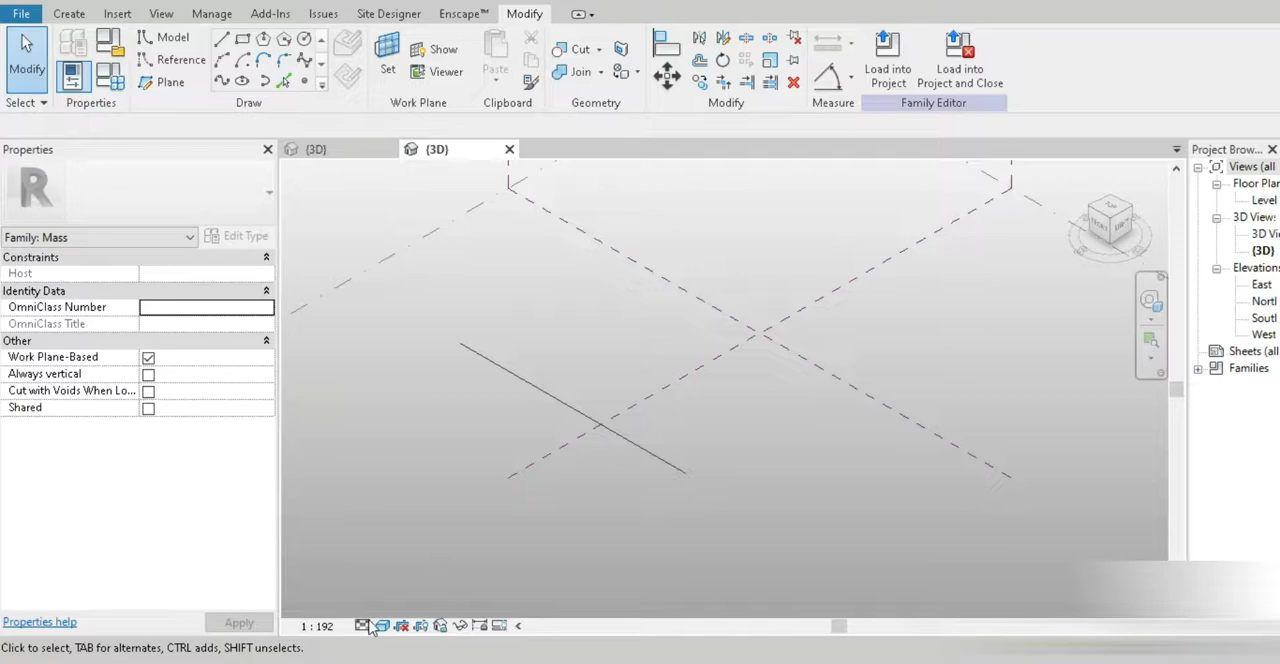 File Create Insert View Manage Add-Ins Issues Site Designer Enscape™ Modify
Modify
Select
Properties
Model
Reference
Plane
Draw
Set
Show
Viewer
Work Plane
Paste
Clipboard
Cut
Join
Geometry
Modify
Measure
Load into
Project
Load into
Project and Close
Family Editor
Properties
{3D}
{3D}
Project Brow...
R
Family: Mass
Edit Type
Constraints
Host
Identity Data
OmniClass Number
OmniClass Title
Other
Work Plane-Based
Always vertical
Cut with Voids When Lo...
Shared
Properties help
Apply
TOP
Views (all
Floor Plan
Level
3D View:
3D Vi
{3D}
Elevations
East
North
South
West
Sheets (all
Families
1 : 192
Click to select, TAB for alternates, CTRL adds, SHIFT unselects.